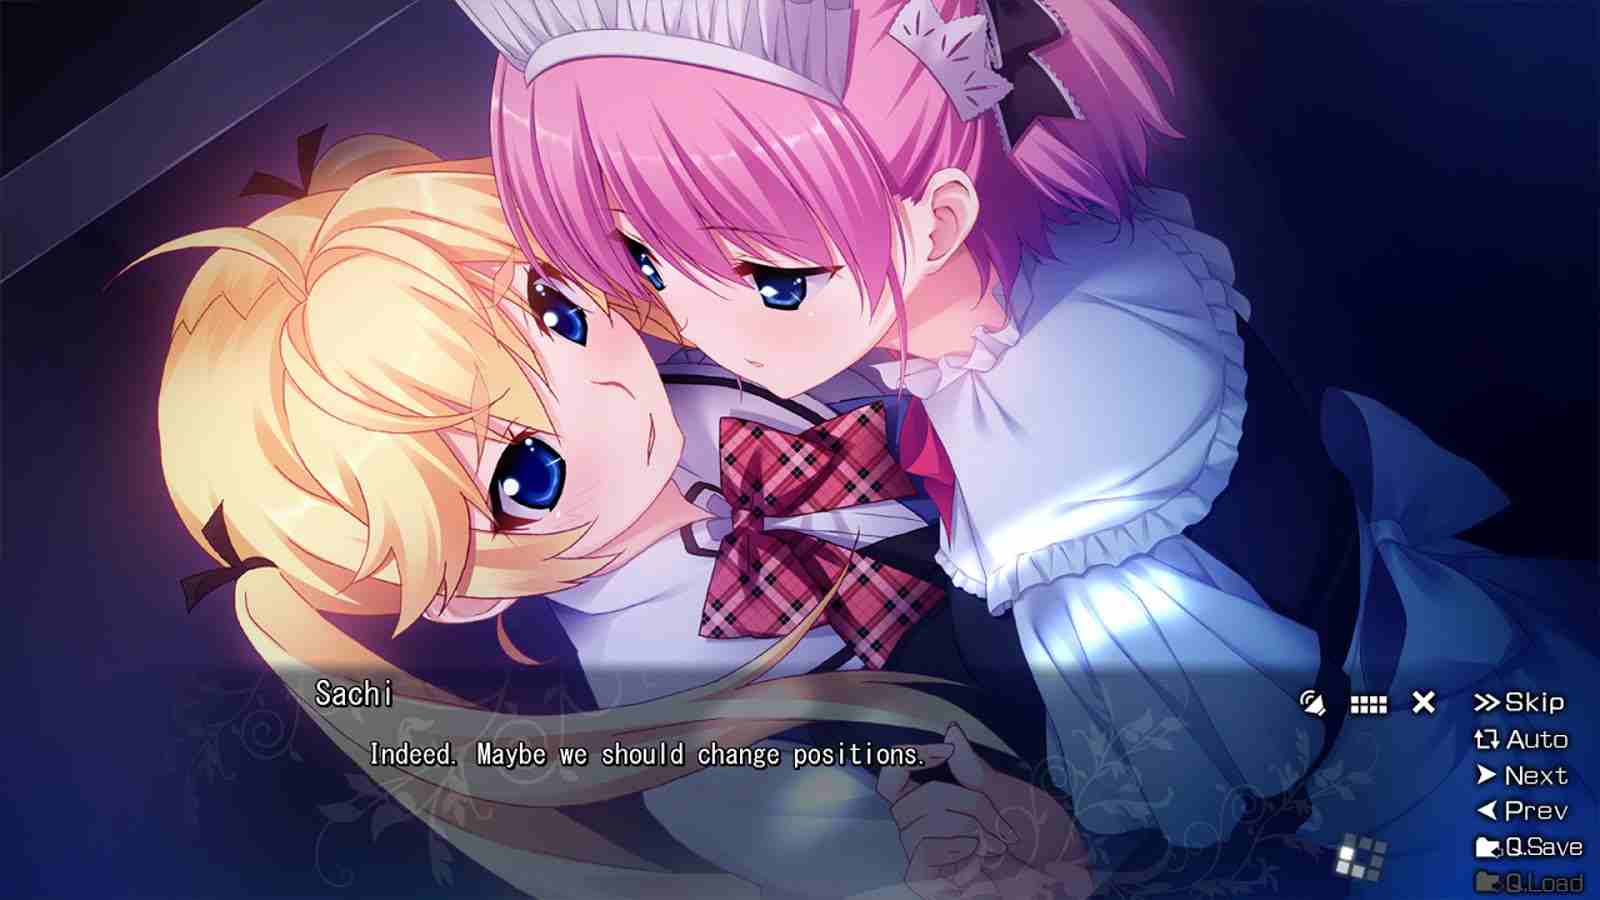 Sachi
Indeed. Maybe we should change positions.
Skip
Auto
Next
Prev
Q.Save
Q.Load